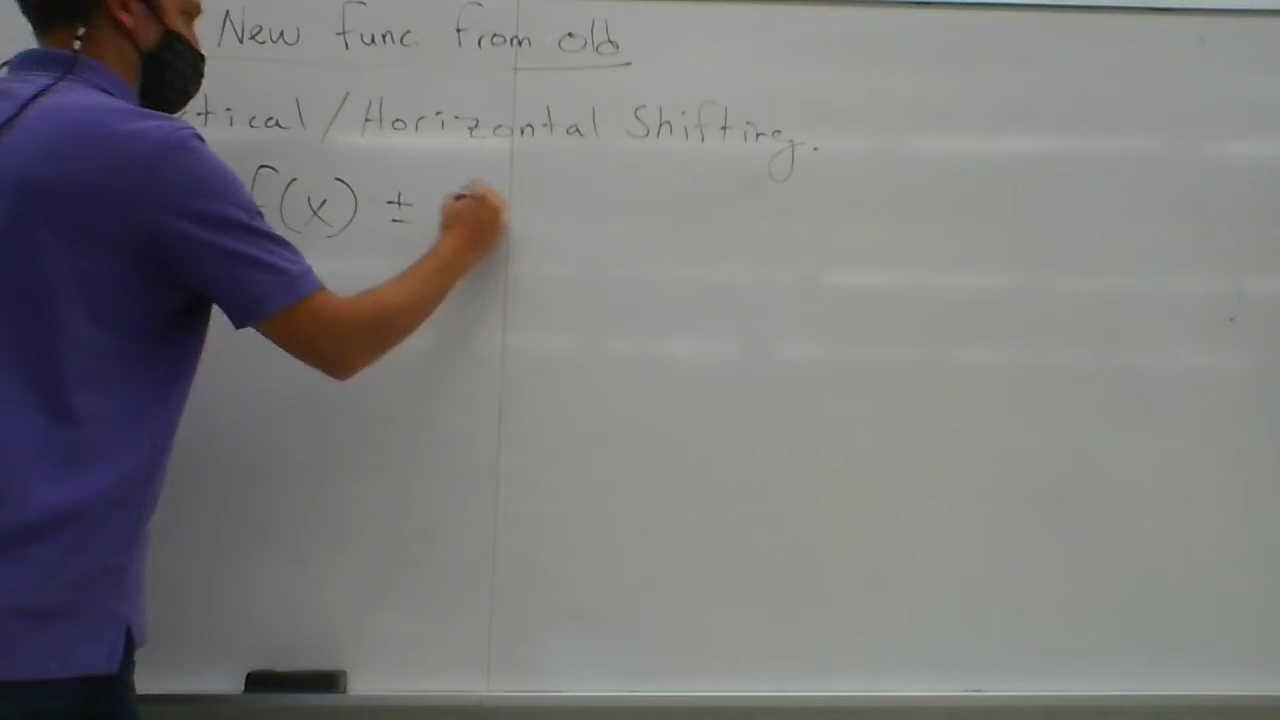 New func. from old
tical / Horizontal Shifting.
f(x) ±